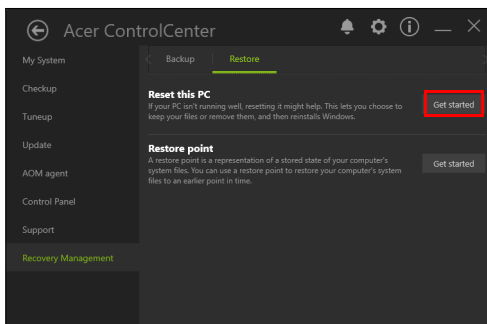 Acer ControlCenter
My System
Checkup
Tuneup
Update
AOM agent
Control Panel
Support
Recovery Management
Backup
Restore
Reset this PC
If your PC isn't running well, resetting it might help. This lets you choose to
keep your files or remove them, and then reinstalls Windows.
Get started
Restore point
A restore point is a representation of a stored state of your computer's
system files. You can use a restore point to restore your computer's system
files to an earlier point in time.
Get started